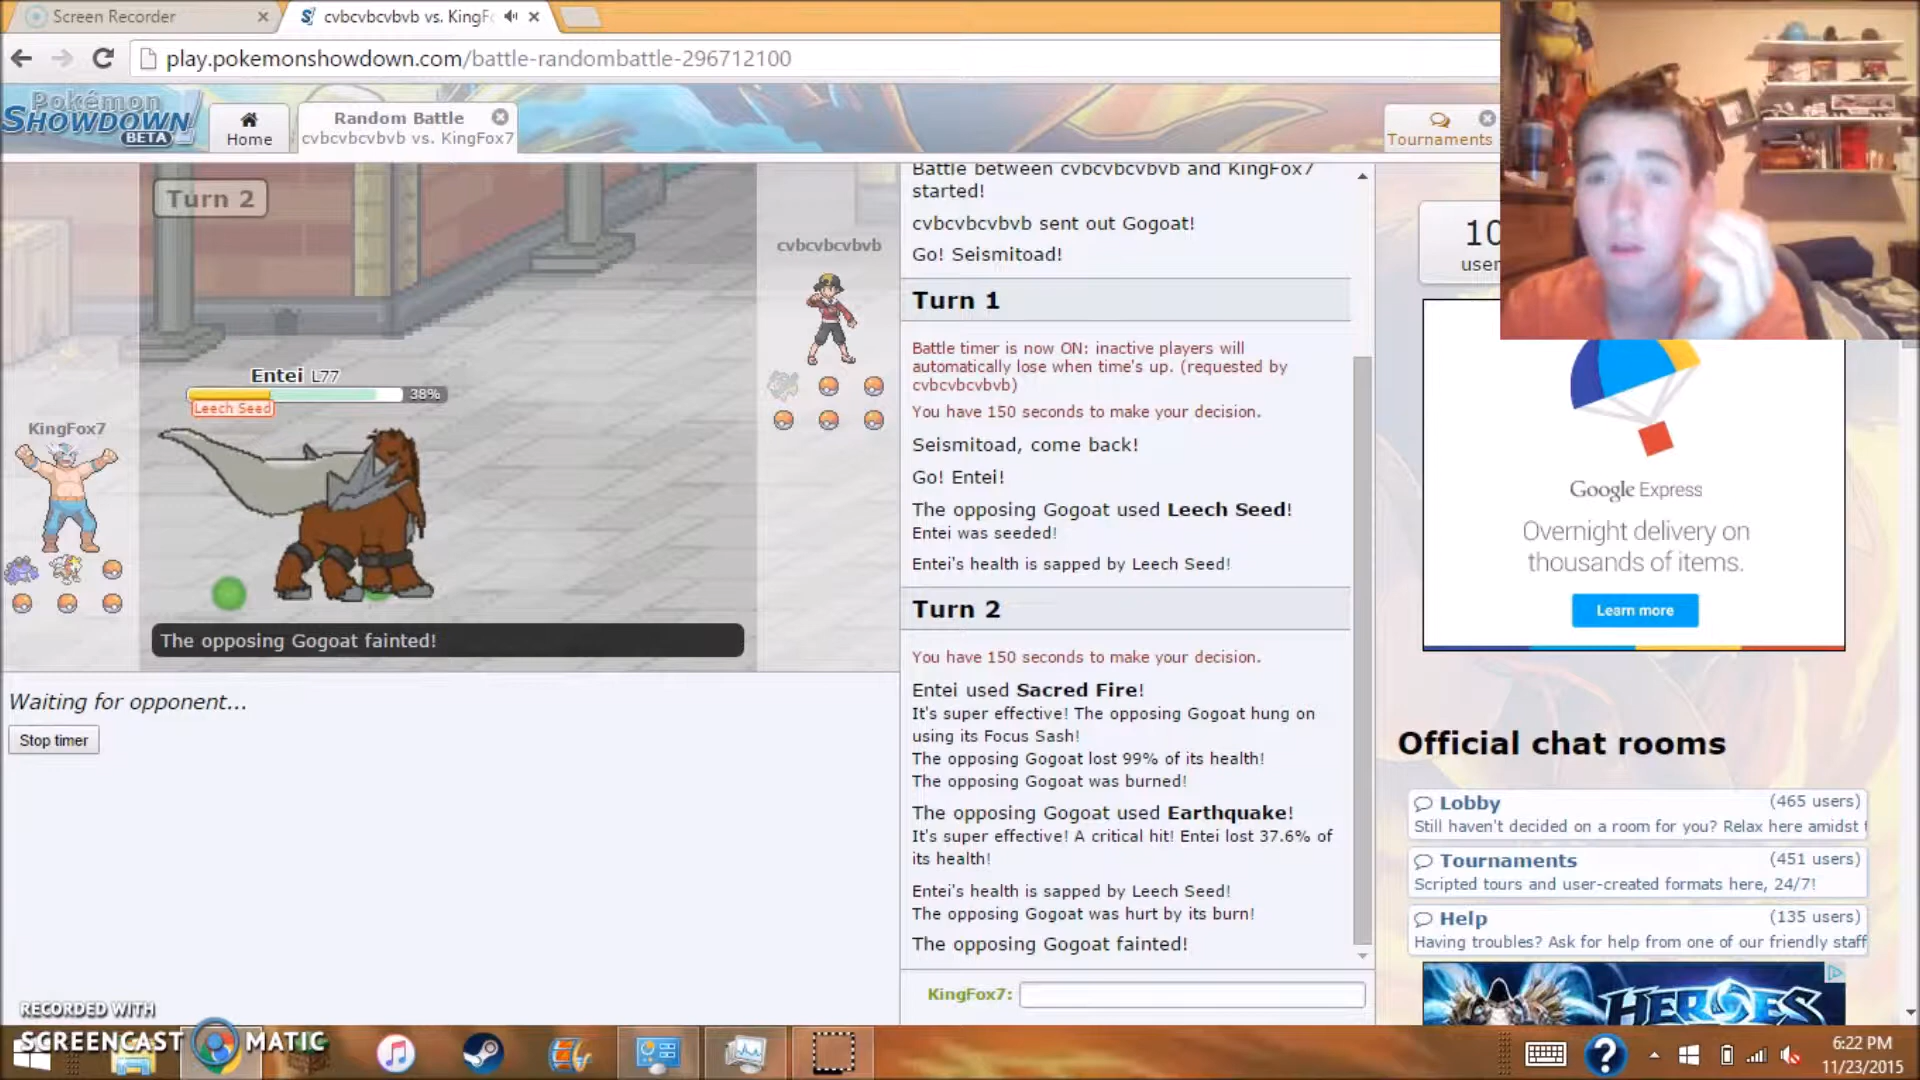 Screen Recorder
cvbcvbcvbvb vs. KingFo
play.pokemonshowdown.com/battle-randombattle-296712100
Pokémon
SHOWDOWN!
BETA
Home
Random Battle
cvbcvbcvbvb vs. KingFox7
Tournaments
Turn 2
Entei L77
38%
Leech Seed
KingFox7
cvbcvbcvbvb
The opposing Gogoat fainted!
Waiting for opponent...
Stop timer
Battle between cvbcvbcvbvb and KingFox7
started!
cvbcvbcvbvb sent out Gogoat!
Go! Seismitoad!
Turn 1
Battle timer is now ON: inactive players will
automatically lose when time's up. (requested by
cvbcvbcvbvb)
You have 150 seconds to make your decision.
Seismitoad, come back!
Go! Entei!
The opposing Gogoat used Leech Seed!
Entei was seeded!
Entei's health is sapped by Leech Seed!
Turn 2
You have 150 seconds to make your decision.
Entei used Sacred Fire!
It's super effective! The opposing Gogoat hung on
using its Focus Sash!
The opposing Gogoat lost 99% of its health!
The opposing Gogoat was burned!
The opposing Gogoat used Earthquake!
It's super effective! A critical hit! Entei lost 37.6% of
its health!
Entei's health is sapped by Leech Seed!
The opposing Gogoat was hurt by its burn!
The opposing Gogoat fainted!
KingFox7:
10
user
Google Express
Overnight delivery on
thousands of items.
Learn more
Official chat rooms
Lobby (465 users)
Still haven't decided on a room for you? Relax here amidst
Tournaments (451 users)
Scripted tours and user-created formats here, 24/7!
Help (135 users)
Having troubles? Ask for help from one of our friendly staff
HEROES
RECORDED WITH
SCREENCAST MATIC
6:22 PM
11/23/2015